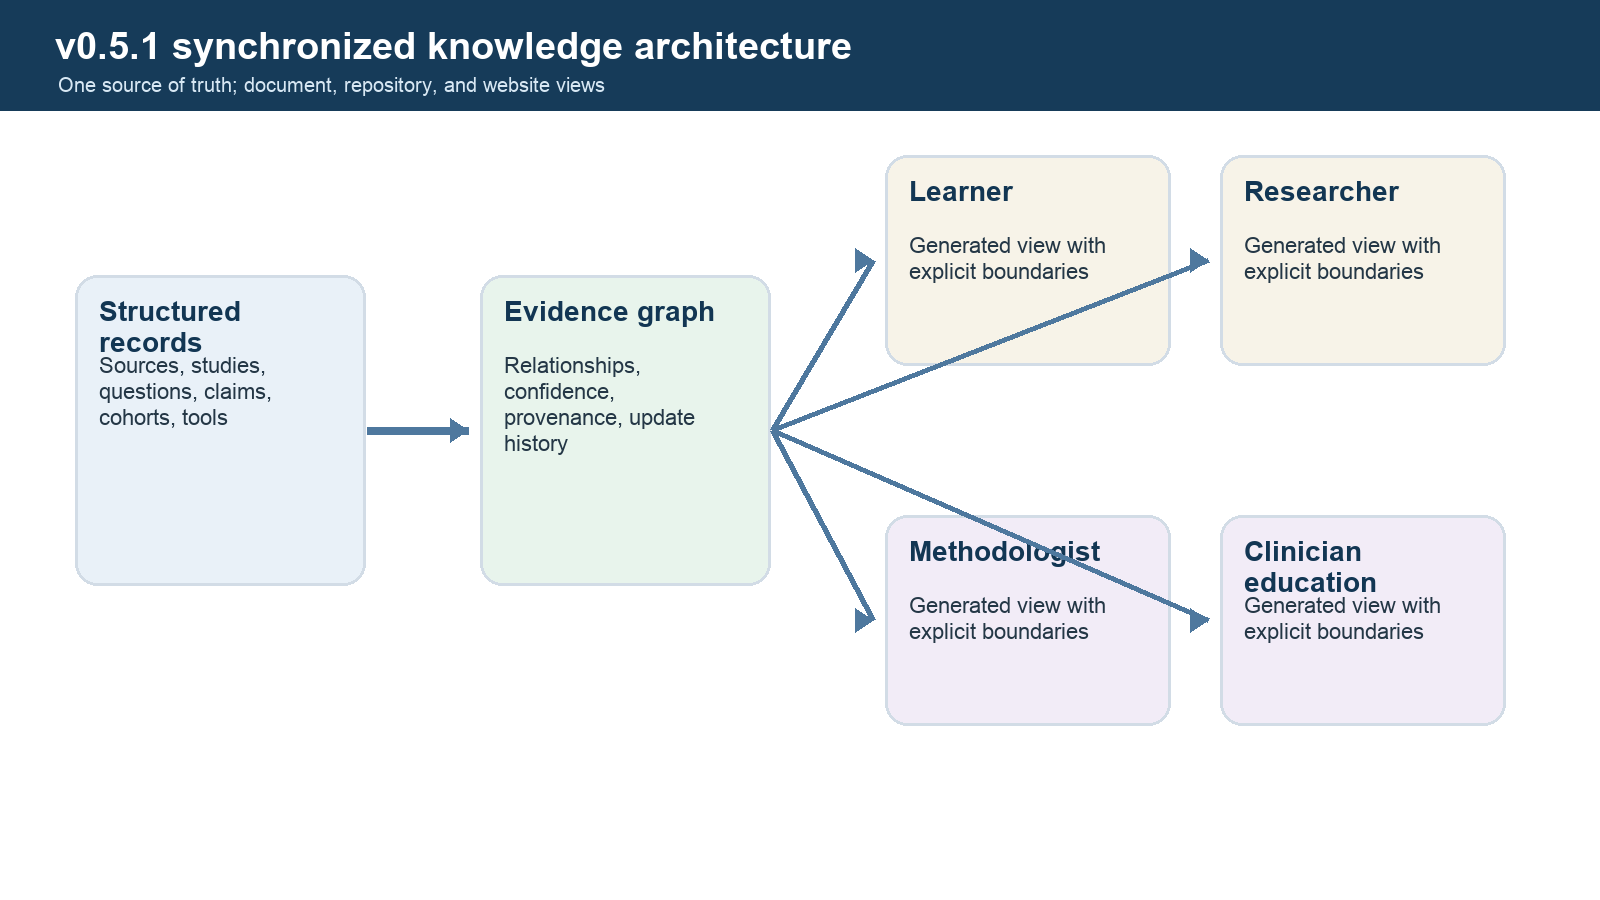 v0.5.1 synchronized knowledge architecture
One source of truth; document, repository, and website views
Structured
records
Sources, studies,
questions, claims,
cohorts, tools
Evidence graph
Relationships,
confidence,
provenance, update
history
Learner
Generated view with
explicit boundaries
Researcher
Generated view with
explicit boundaries
Methodologist
Generated view with
explicit boundaries
Clinician
education
Generated view with
explicit boundaries